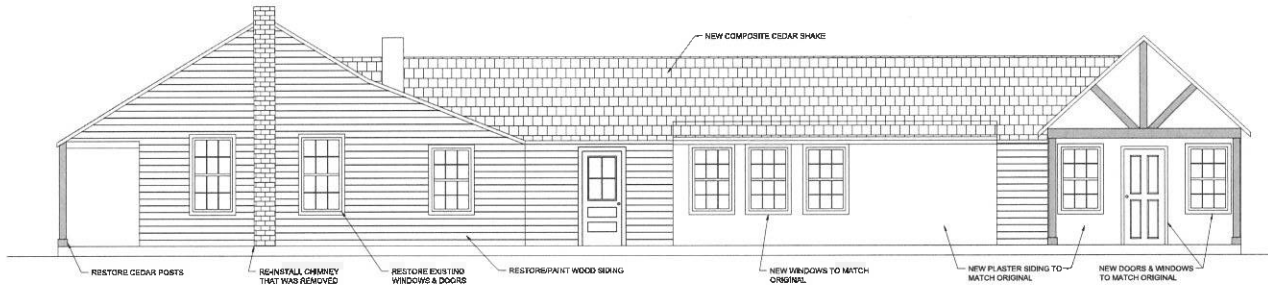 NEW COMPOSITE CEDAR SHAKE
RESTORE CEDAR POSTS
RE-INSTALL CHIMNEY
THAT WAS REMOVED
RESTORE EXISTING
WINDOWS & DOORS
RESTORE/PAINT WOOD SIDING
NEW WINDOWS TO MATCH
ORIGINAL
NEW PLASTER SIDING TO
MATCH ORIGINAL
NEW DOORS & WINDOWS
TO MATCH ORIGINAL